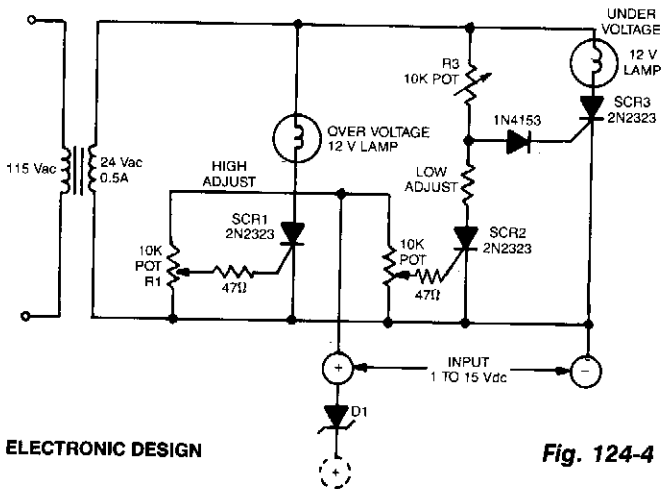 UNDER
VOLTAGE
12 V
LAMP
R3
10K POT
1N4153
SCR3
2N2323
OVER VOLTAGE
12 V LAMP
115 Vac
24 Vac
0.5A
HIGH
ADJUST
LOW
ADJUST
SCR1
2N2323
SCR2
2N2323
10K
POT
R1
47Ω
10K
POT
47Ω
+
INPUT
1 TO 15 Vdc
−
D1
+
ELECTRONIC DESIGN
Fig. 124-4